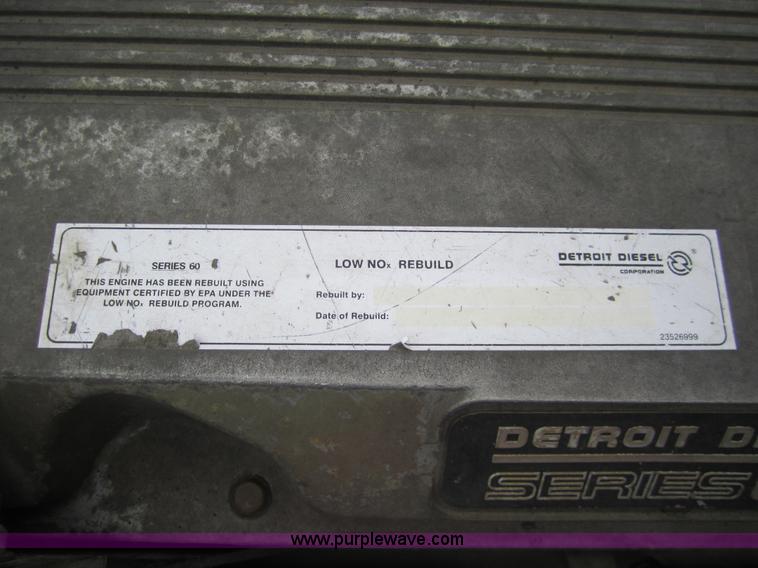 SERIES 60
THIS ENGINE HAS BEEN REBUILT USING
EQUIPMENT CERTIFIED BY EPA UNDER THE
LOW NOx REBUILD PROGRAM.
LOW NOx REBUILD
Rebuilt by:
Date of Rebuild:
DETROIT DIESEL
CORPORATION
23526999
DETROIT DI
SERIES
www.purplewave.com